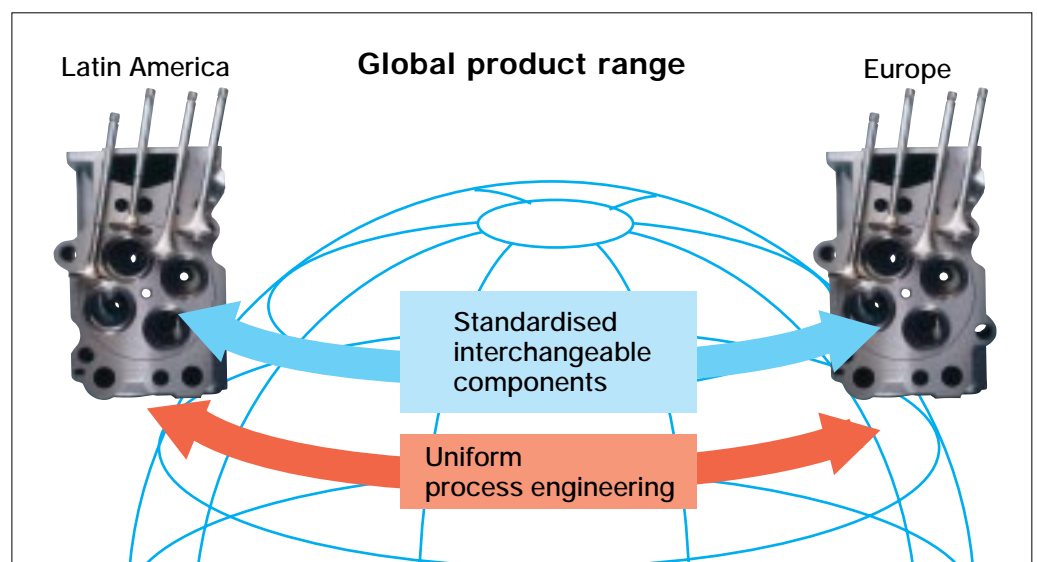 Global product range
Latin America
Europe
Standardised
interchangeable
components
Uniform
process engineering